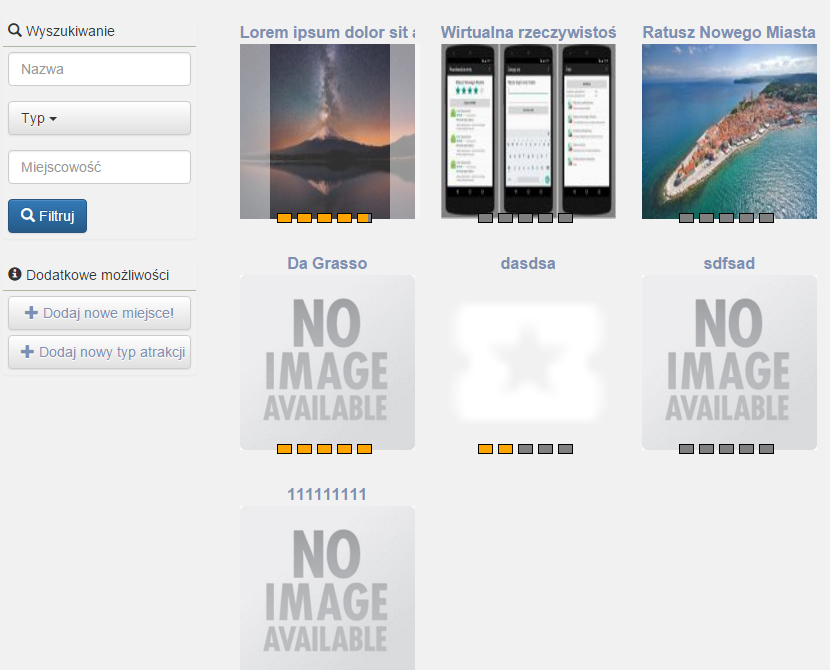 Wyszukiwanie
Nazwa
Typ
Miejscowość
Filtruj
Dodatkowe możliwości
Dodaj nowe miejsce!
Dodaj nowy typ atrakcji
Lorem ipsum dolor sit
Wirtualna rzeczywistoś
Ratusz Nowego Miasta
Da Grasso
NO
IMAGE
AVAILABLE
dasdsa
sdfsad
NO
IMAGE
AVAILABLE
111111111
NO
IMAGE
AVAILABLE